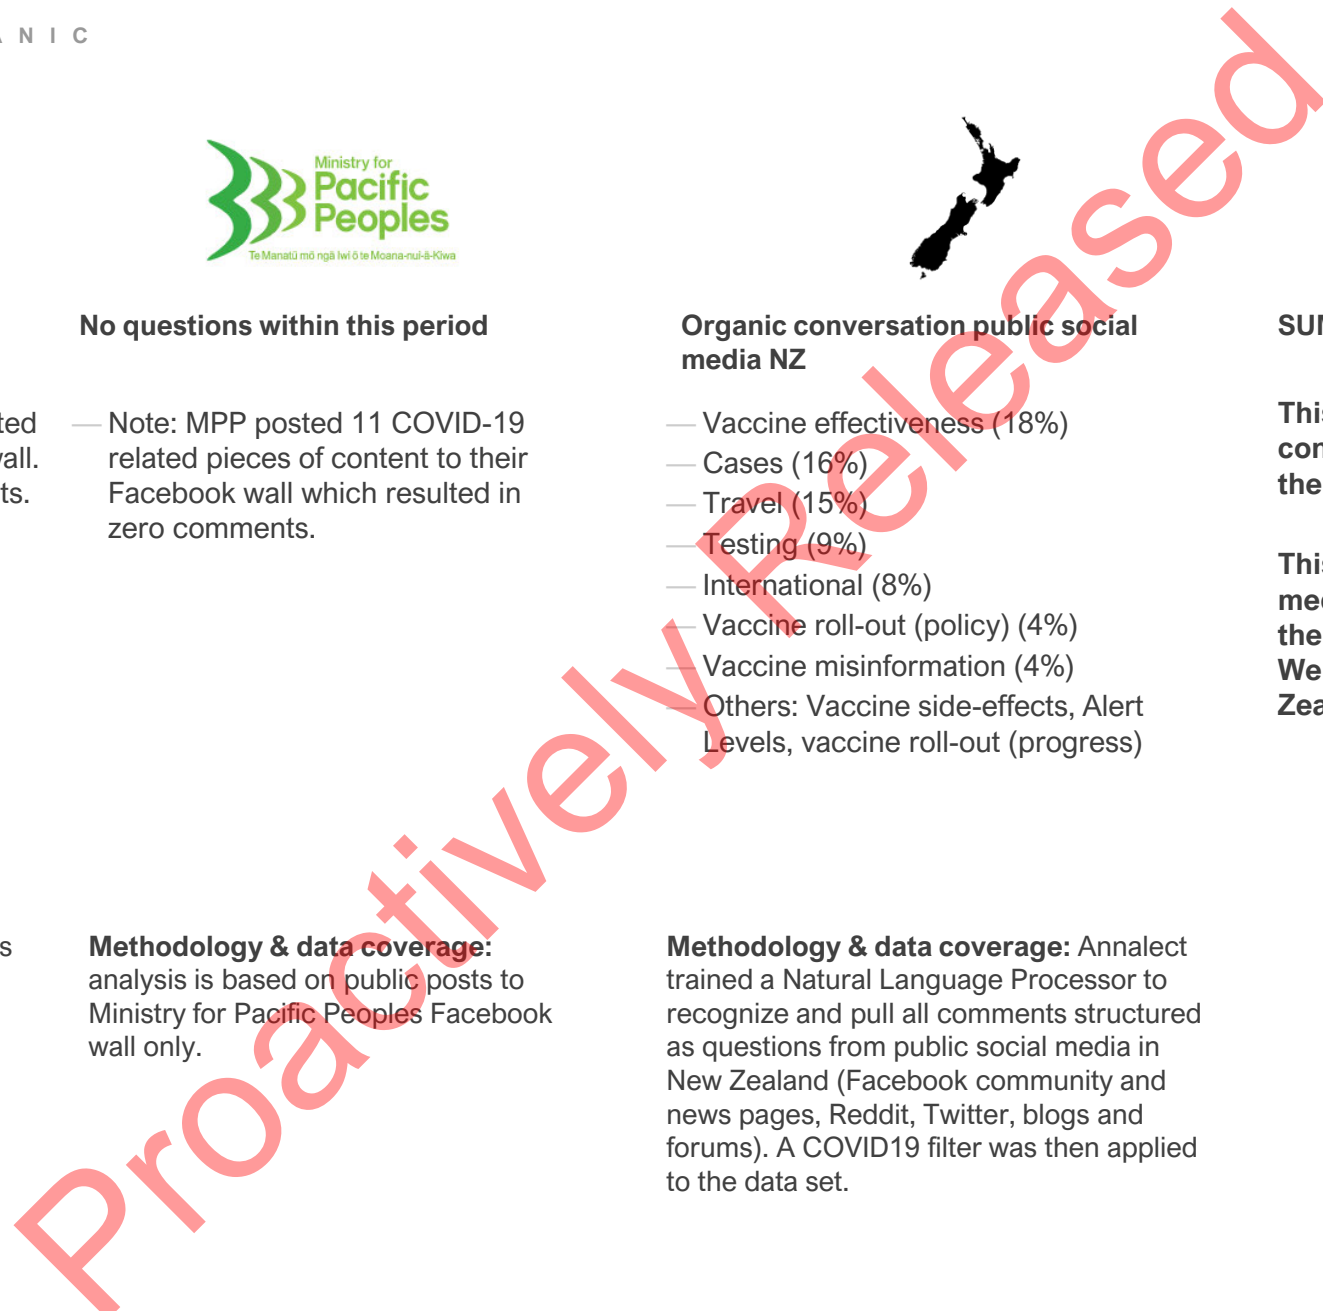 A N I C
Ministry for
Pacific
Peoples
Te Manatū mō ngā Iwi ō te Moana-nui-ā-Kiwa
No questions within this period
ted
wall.
ts.
— Note: MPP posted 11 COVID-19
related pieces of content to their
Facebook wall which resulted in
zero comments.
s
Methodology & data coverage:
analysis is based on public posts to
Ministry for Pacific Peoples Facebook
wall only.
Organic conversation public social
media NZ
— Vaccine effectiveness (18%)
— Cases (16%)
— Travel (15%)
— Testing (9%)
— International (8%)
— Vaccine roll-out (policy) (4%)
— Vaccine misinformation (4%)
— Others: Vaccine side-effects, Alert
Levels, vaccine roll-out (progress)
Methodology & data coverage: Annalect
trained a Natural Language Processor to
recognize and pull all comments structured
as questions from public social media in
New Zealand (Facebook community and
news pages, Reddit, Twitter, blogs and
forums). A COVID19 filter was then applied
to the data set.
SUM
This
con
the
This
med
the
We
Zea
Proactively Released